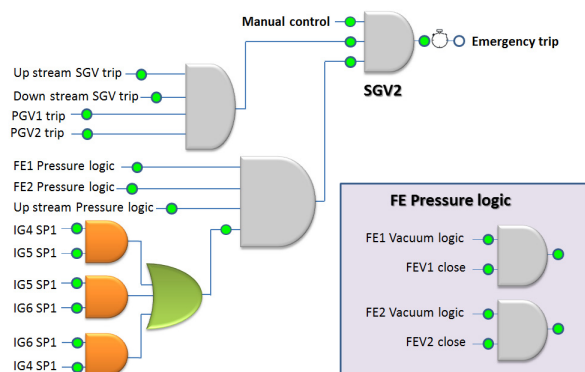 Manual control
Emergency trip
SGV2
Up stream SGV trip
Down stream SGV trip
PGV1 trip
PGV2 trip
FE1 Pressure logic
FE2 Pressure logic
Up stream Pressure logic
IG4 SP1
IG5 SP1
IG5 SP1
IG6 SP1
IG6 SP1
IG4 SP1
FE Pressure logic
FE1 Vacuum logic
FEV1 close
FE2 Vacuum logic
FEV2 close